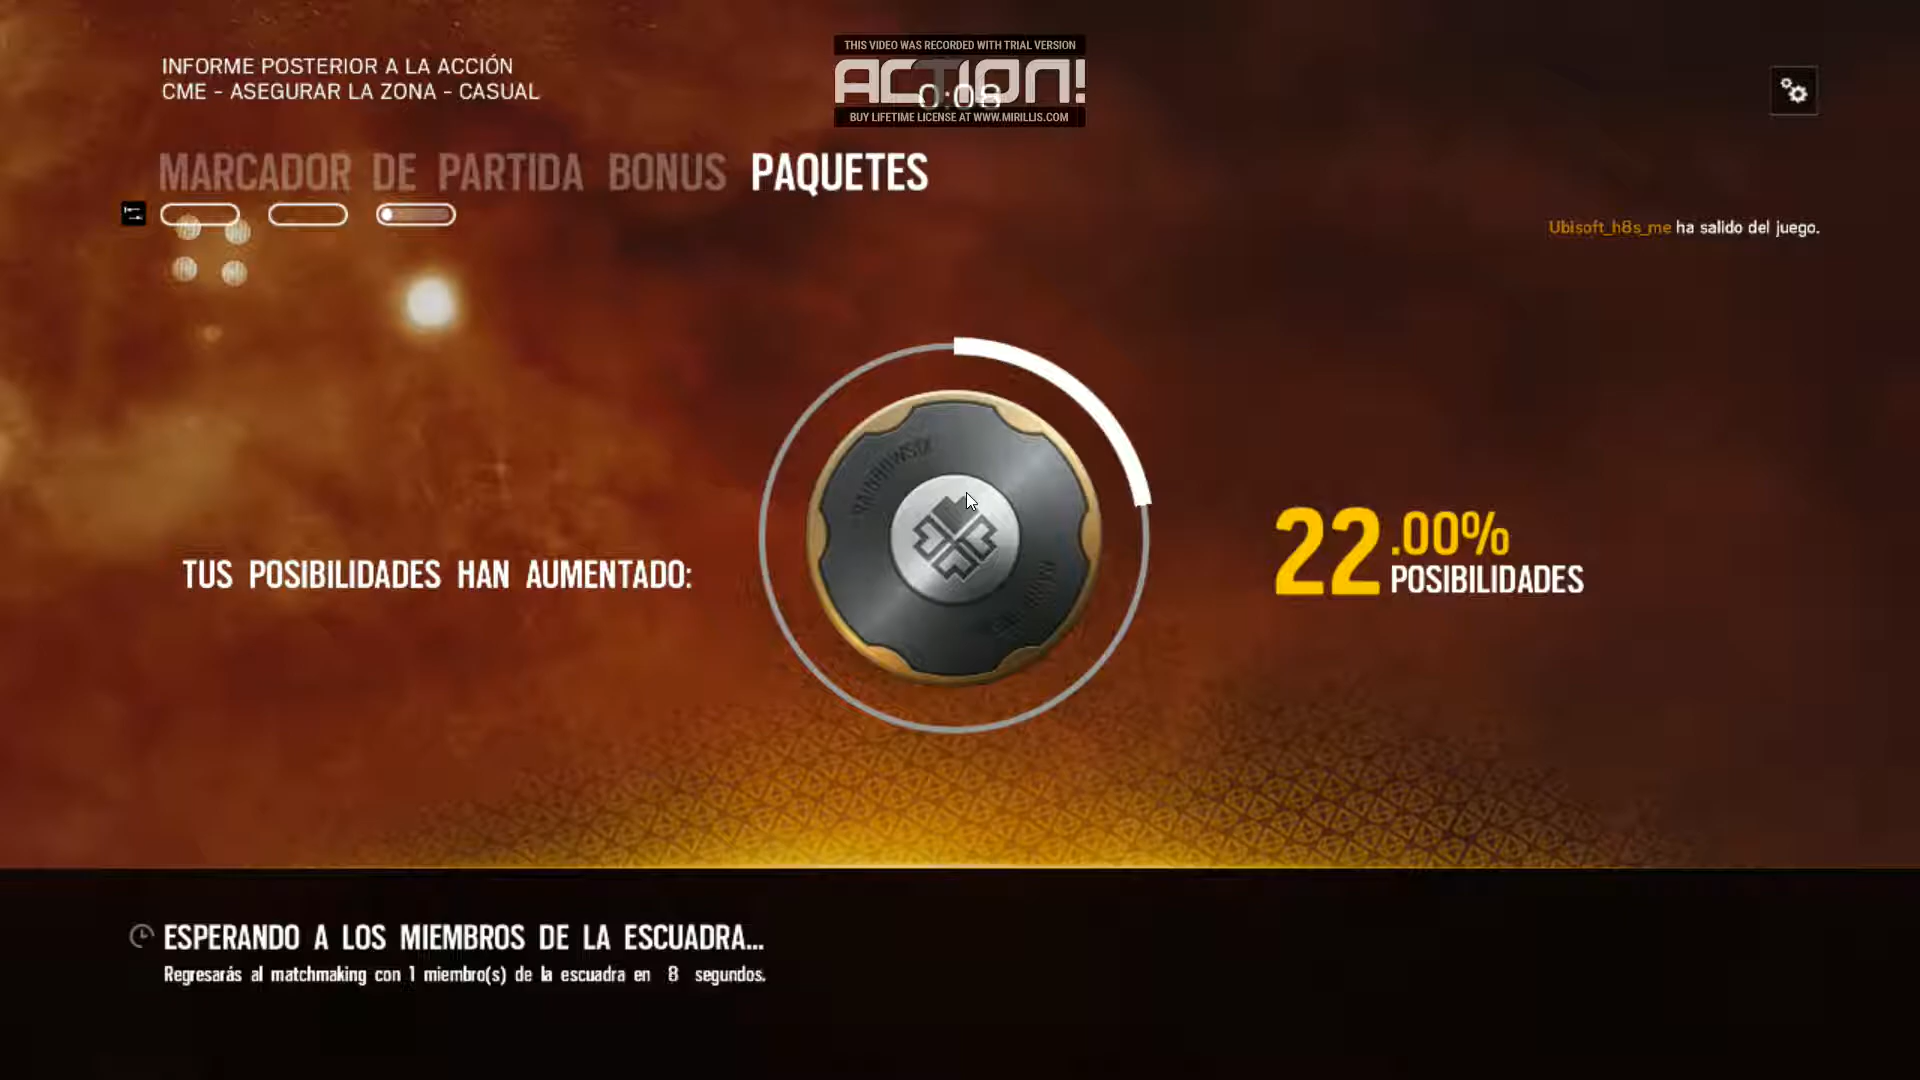 INFORME POSTERIOR A LA ACCIÓN
CME - ASEGURAR LA ZONA - CASUAL
THIS VIDEO WAS RECORDED WITH TRIAL VERSION
ACTION!
0:08
BUY LIFETIME LICENSE AT WWW.MIRILLIS.COM
MARCADOR DE PARTIDA BONUS PAQUETES
Ubisoft_h8s_me ha salido del juego.
RAINBOWSIX
TUS POSIBILIDADES HAN AUMENTADO:
22.00%
POSIBILIDADES
ESPERANDO A LOS MIEMBROS DE LA ESCUADRA...
Regresarás al matchmaking con 1 miembro(s) de la escuadra en 8 segundos.